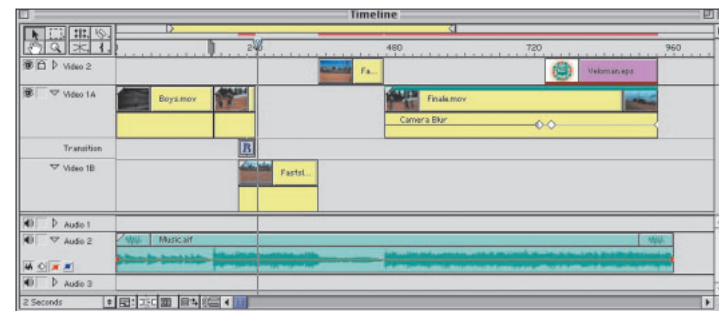 Timeline
240 480 720 960
Video 2 Fa... Veloman.eps
Video 1A Boys.mov Finale.mov
Camera Blur
Transition
Video 1B Fastsl...
Audio 1
Audio 2 Music.aif
Audio 3
2 Seconds